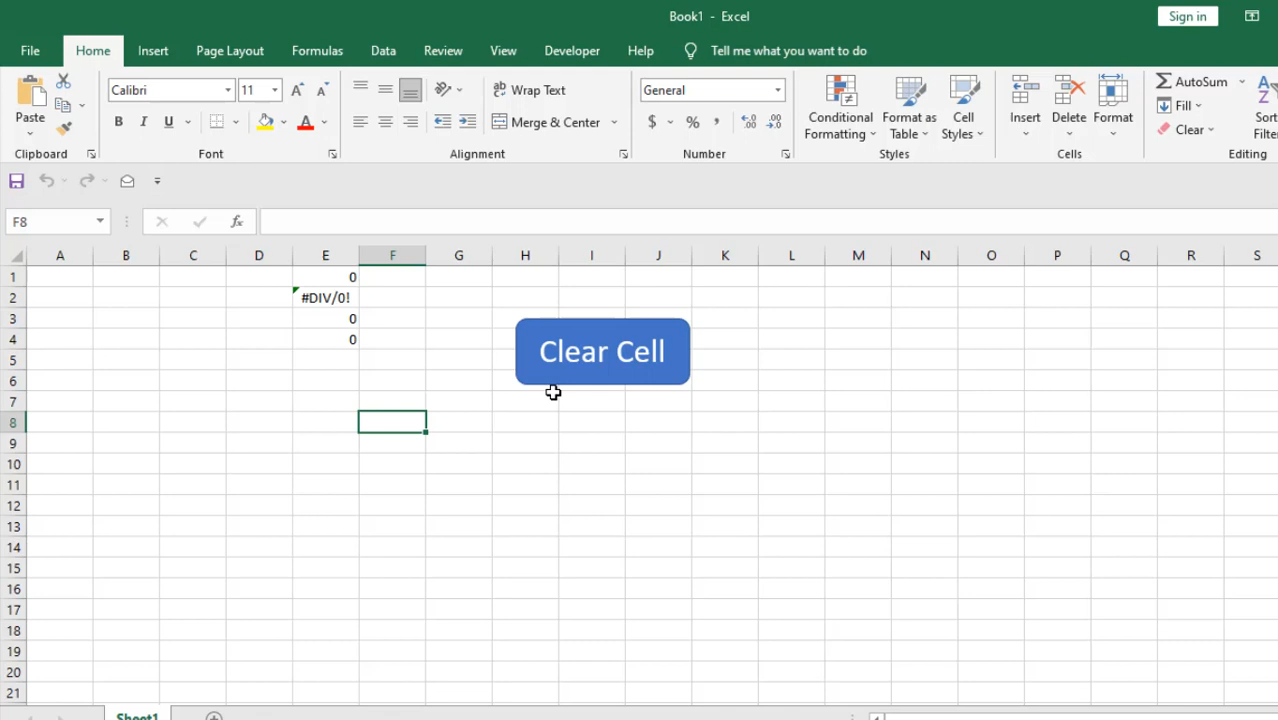 Book1 - Excel
Sign in
File Home Insert Page Layout Formulas Data Review View Developer Help Tell me what you want to do
Paste
Clipboard
Calibri 11 A A
B I U A
Font
ab Wrap Text
Merge & Center
Alignment
General
$ % ,
Number
Conditional Formatting
Format as Table
Cell Styles
Styles
Insert Delete Format
Cells
AutoSum
Fill
Clear
Sort
Filter
Editing
F8 fx
A B C D E F G H I J K L M N O P Q R S
1 0
2 #DIV/0!
3 0
4 0
Clear Cell
5
6
7
8
9
10
11
12
13
14
15
16
17
18
19
20
21
Sheet1